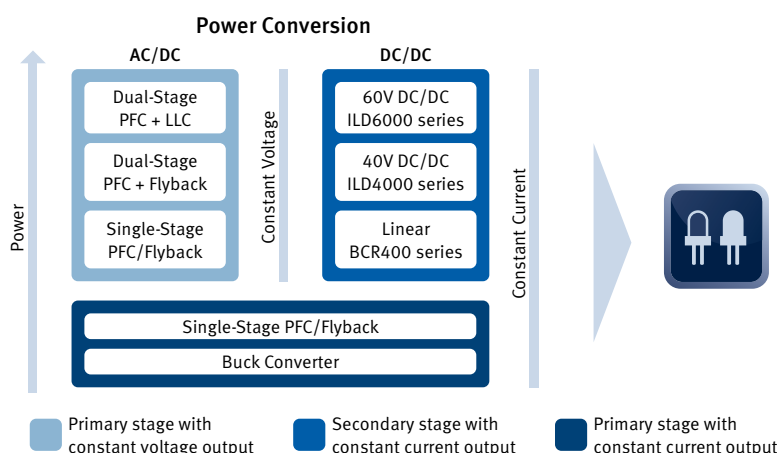 Power Conversion
AC/DC
DC/DC
Power
Dual-Stage
PFC + LLC
Dual-Stage
PFC + Flyback
Single-Stage
PFC/Flyback
Constant Voltage
60V DC/DC
ILD6000 series
40V DC/DC
ILD4000 series
Linear
BCR400 series
Constant Current
Single-Stage PFC/Flyback
Buck Converter
Primary stage with
constant voltage output
Secondary stage with
constant current output
Primary stage with
constant current output